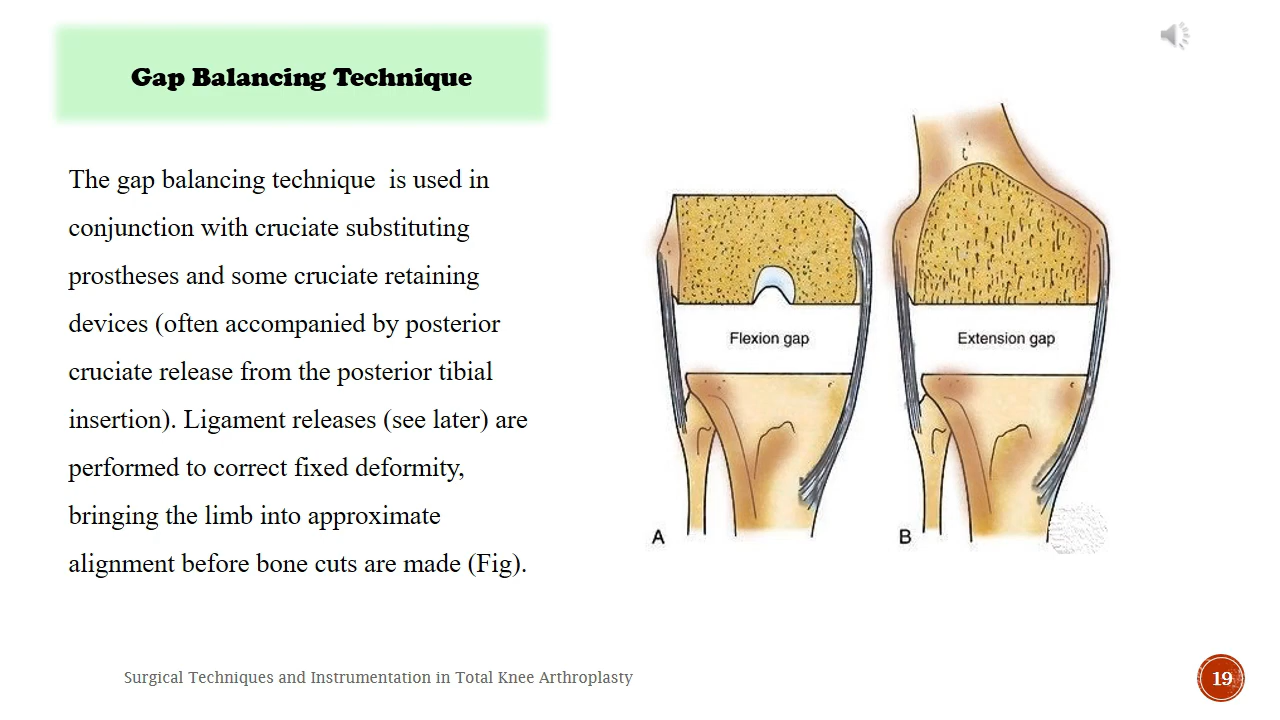 Gap Balancing Technique
The gap balancing technique  is used in
conjunction with cruciate substituting
prostheses and some cruciate retaining
devices (often accompanied by posterior
cruciate release from the posterior tibial
insertion). Ligament releases (see later) are
performed to correct fixed deformity,
bringing the limb into approximate
alignment before bone cuts are made (Fig).
Flexion gap
Extension gap
A
B
Surgical Techniques and Instrumentation in Total Knee Arthroplasty
19